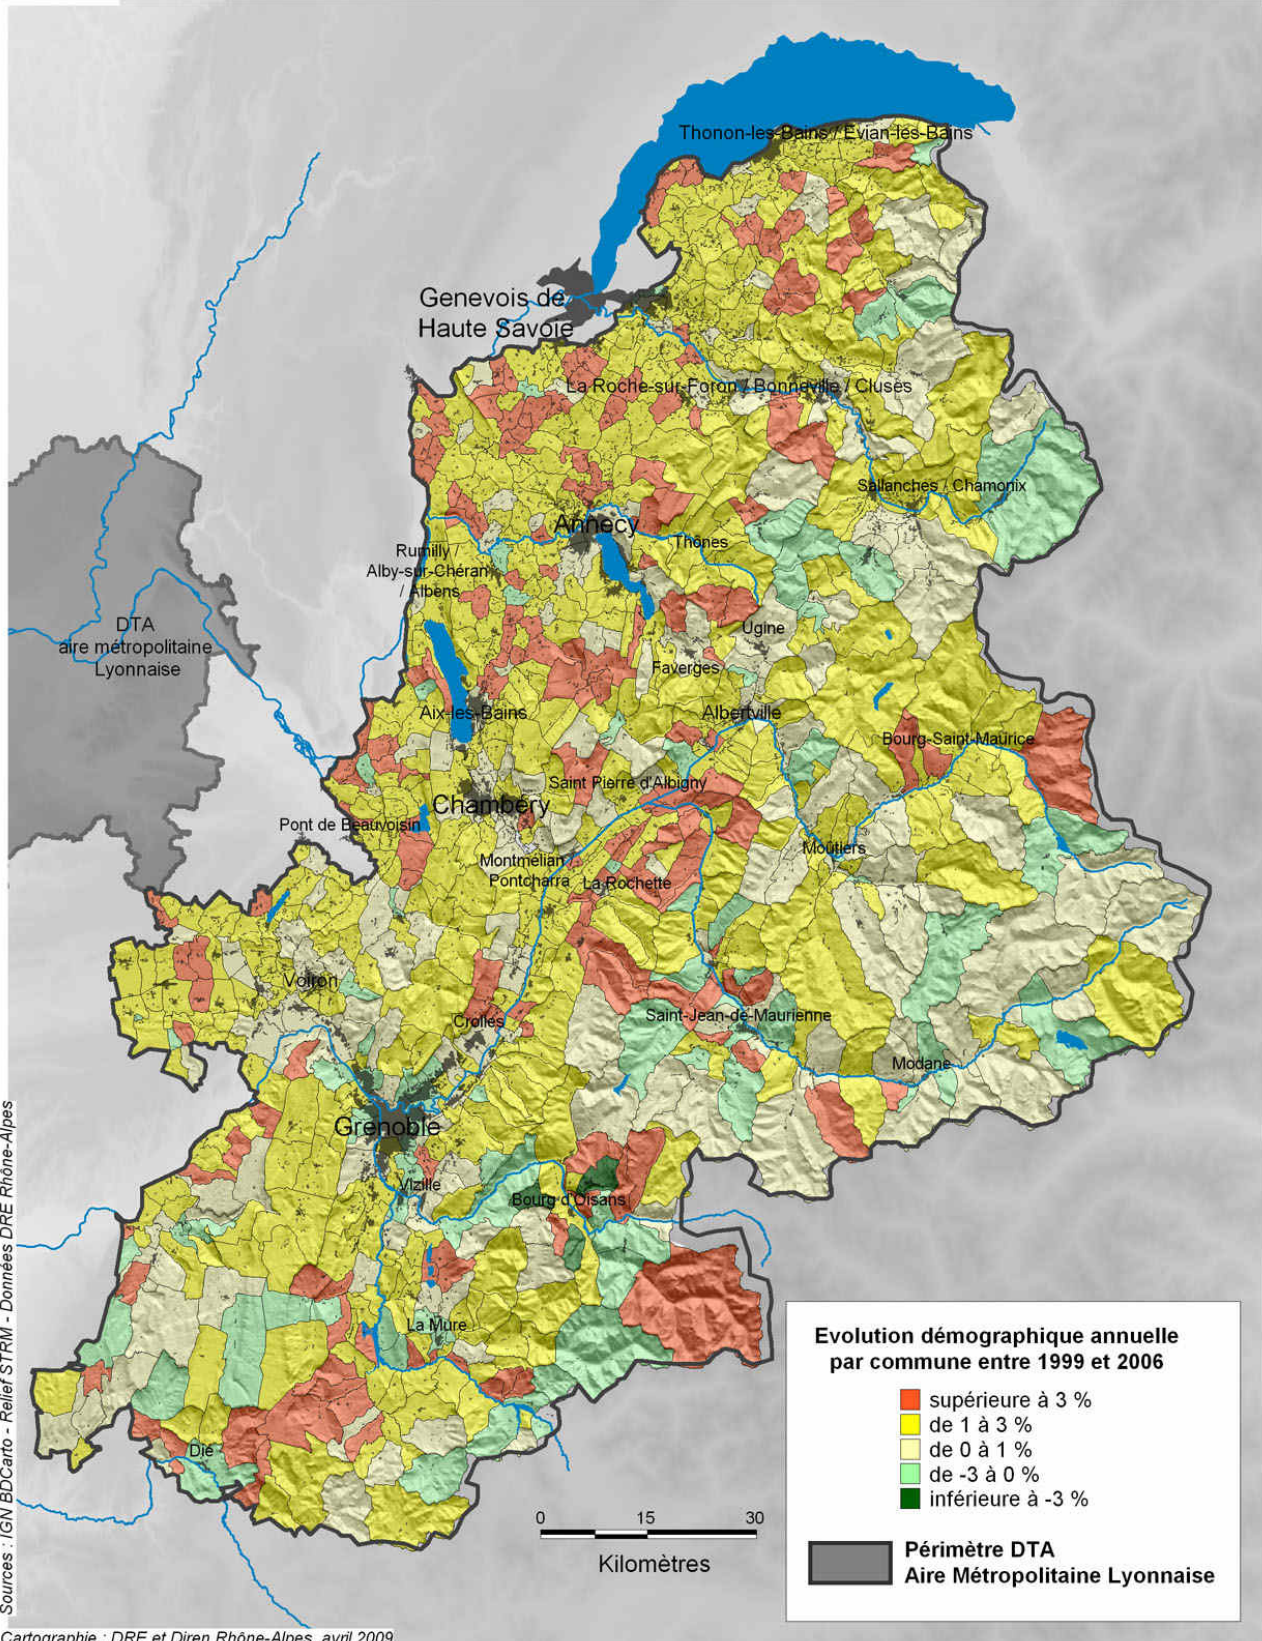 Thonon-les-Bains / Evian-les-Bains
Genevois de
Haute Savoie
La Roche-sur-Foron / Bonneville / Cluses
Sallanches / Chamonix
Annecy
Thônes
Rumilly /
Alby-sur-Chéran
/ Albens
DTA
aire métropolitaine
Lyonnaise
Ugine
Faverges
Aix-les-Bains
Albertville
Bourg-Saint-Maurice
Saint Pierre d'Albigny
Chambéry
Pont de Beauvoisin
Moûtiers
Montmélian /
Pontcharra
La Rochette
Voiron
Crolles
Saint-Jean-de-Maurienne
Modane
Grenoble
Vizille
Bourg d'Oisans
La Mure
Die
Evolution démographique annuelle
par commune entre 1999 et 2006
supérieure à 3 %
de 1 à 3 %
de 0 à 1 %
de -3 à 0 %
inférieure à -3 %
Périmètre DTA
Aire Métropolitaine Lyonnaise
0 15 30
Kilomètres
Sources : IGN BDCarto - Relief STRM - Données DRE Rhône-Alpes
Cartographie : DRE et Diren Rhône-Alpes, avril 2009